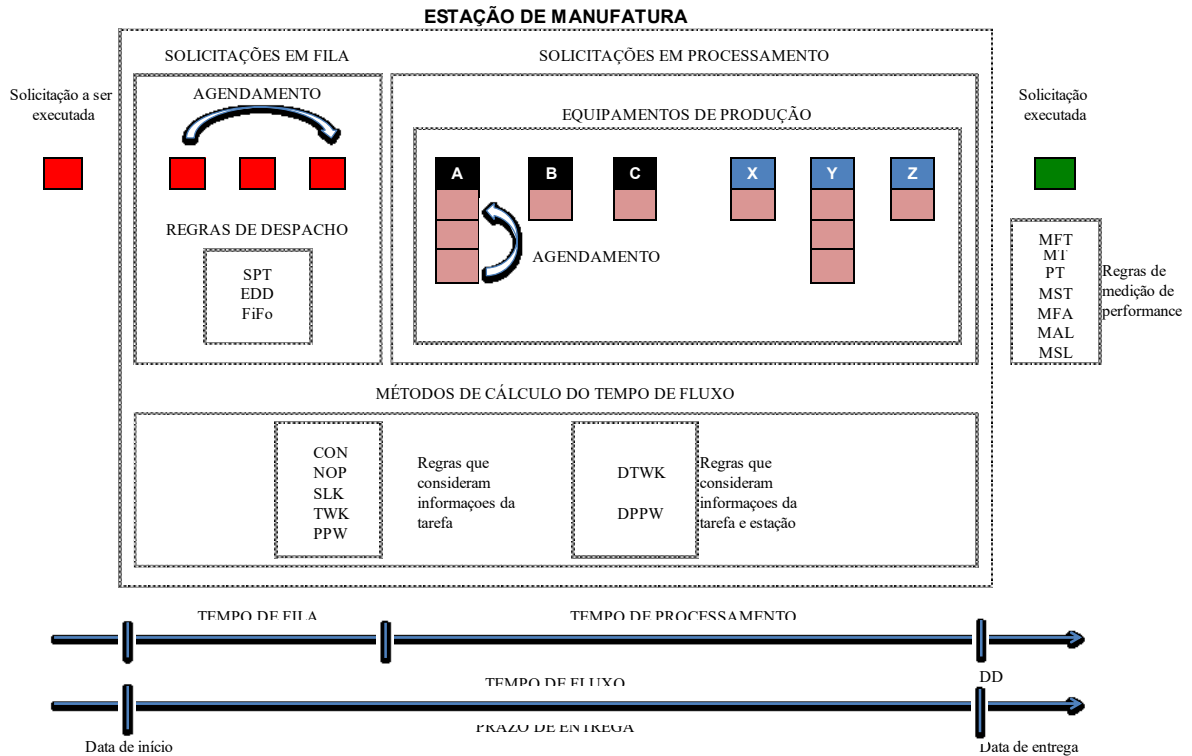 ESTAÇÃO DE MANUFATURA
SOLICITAÇÕES EM FILA
SOLICITAÇÕES EM PROCESSAMENTO
Solicitação a ser
executada
AGENDAMENTO
EQUIPAMENTOS DE PRODUÇÃO
Solicitação
executada
A
B
C
X
Y
Z
REGRAS DE DESPACHO
SPT
EDD
FiFo
AGENDAMENTO
MFT
MT
PT
MST
MFA
MAL
MSL
Regras de
medição de
performance
MÉTODOS DE CÁLCULO DO TEMPO DE FLUXO
CON
NOP
SLK
TWK
PPW
Regras que
consideram
informaçoes da
tarefa
DTWK
DPPW
Regras que
consideram
informaçoes da
tarefa e estação
TEMPO DE FILA
TEMPO DE PROCESSAMENTO
DD
TEMPO DE FLUXO
PRAZO DE ENTREGA
Data de início
Data de entrega